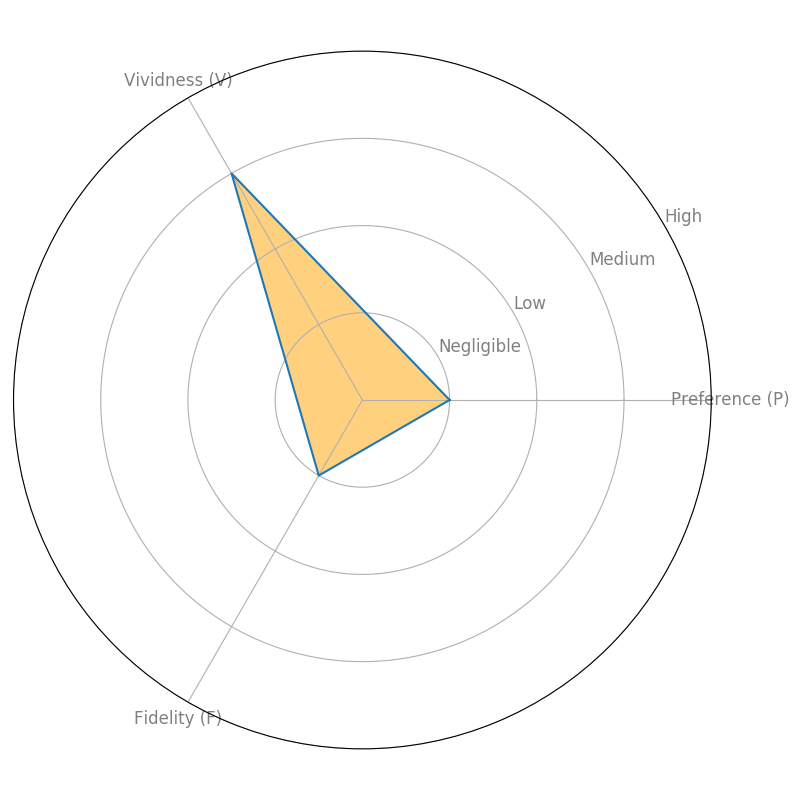 Vividness (V)
High
Medium
Low
Negligible
Preference (P)
Fidelity (F)